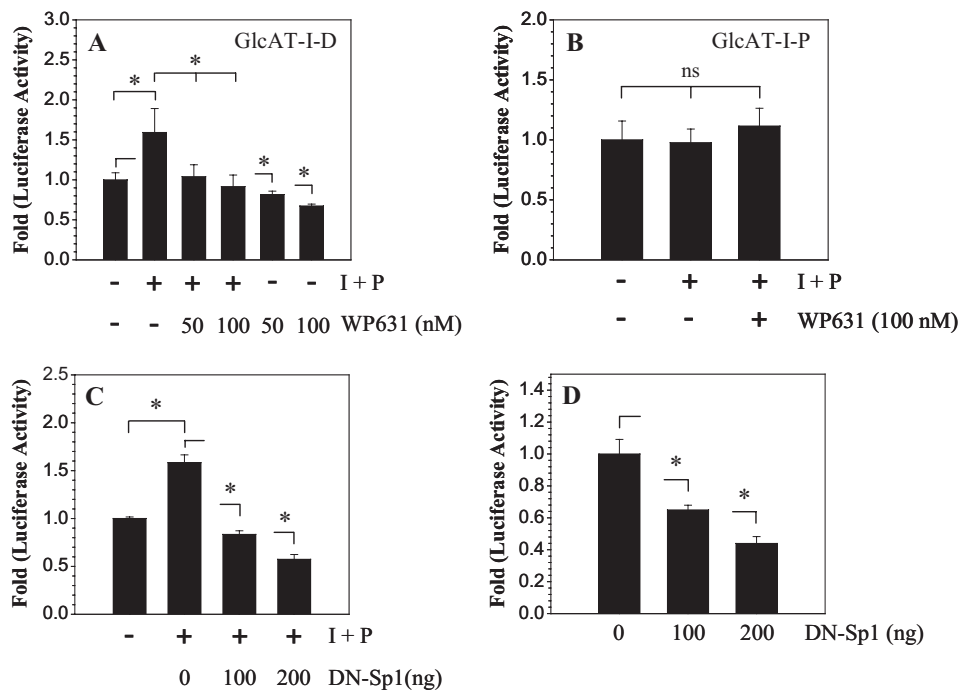 A
GlcAT-I-D
Fold (Luciferase Activity)
3.0
2.5
2.0
1.5
1.0
0.5
0.0
* * * *
- + + + - - I + P
- - 50 100 50 100 WP631 (nM)
B
GlcAT-I-P
Fold (Luciferase Activity)
2.0
1.5
1.0
0.5
0.0
ns
- + + I + P
- - + WP631 (100 nM)
C
Fold (Luciferase Activity)
2.5
2.0
1.5
1.0
0.5
0.0
* * *
- + + + I + P
0 100 200 DN-Sp1(ng)
D
Fold (Luciferase Activity)
1.4
1.2
1.0
0.8
0.6
0.4
0.2
0.0
* *
0 100 200 DN-Sp1 (ng)